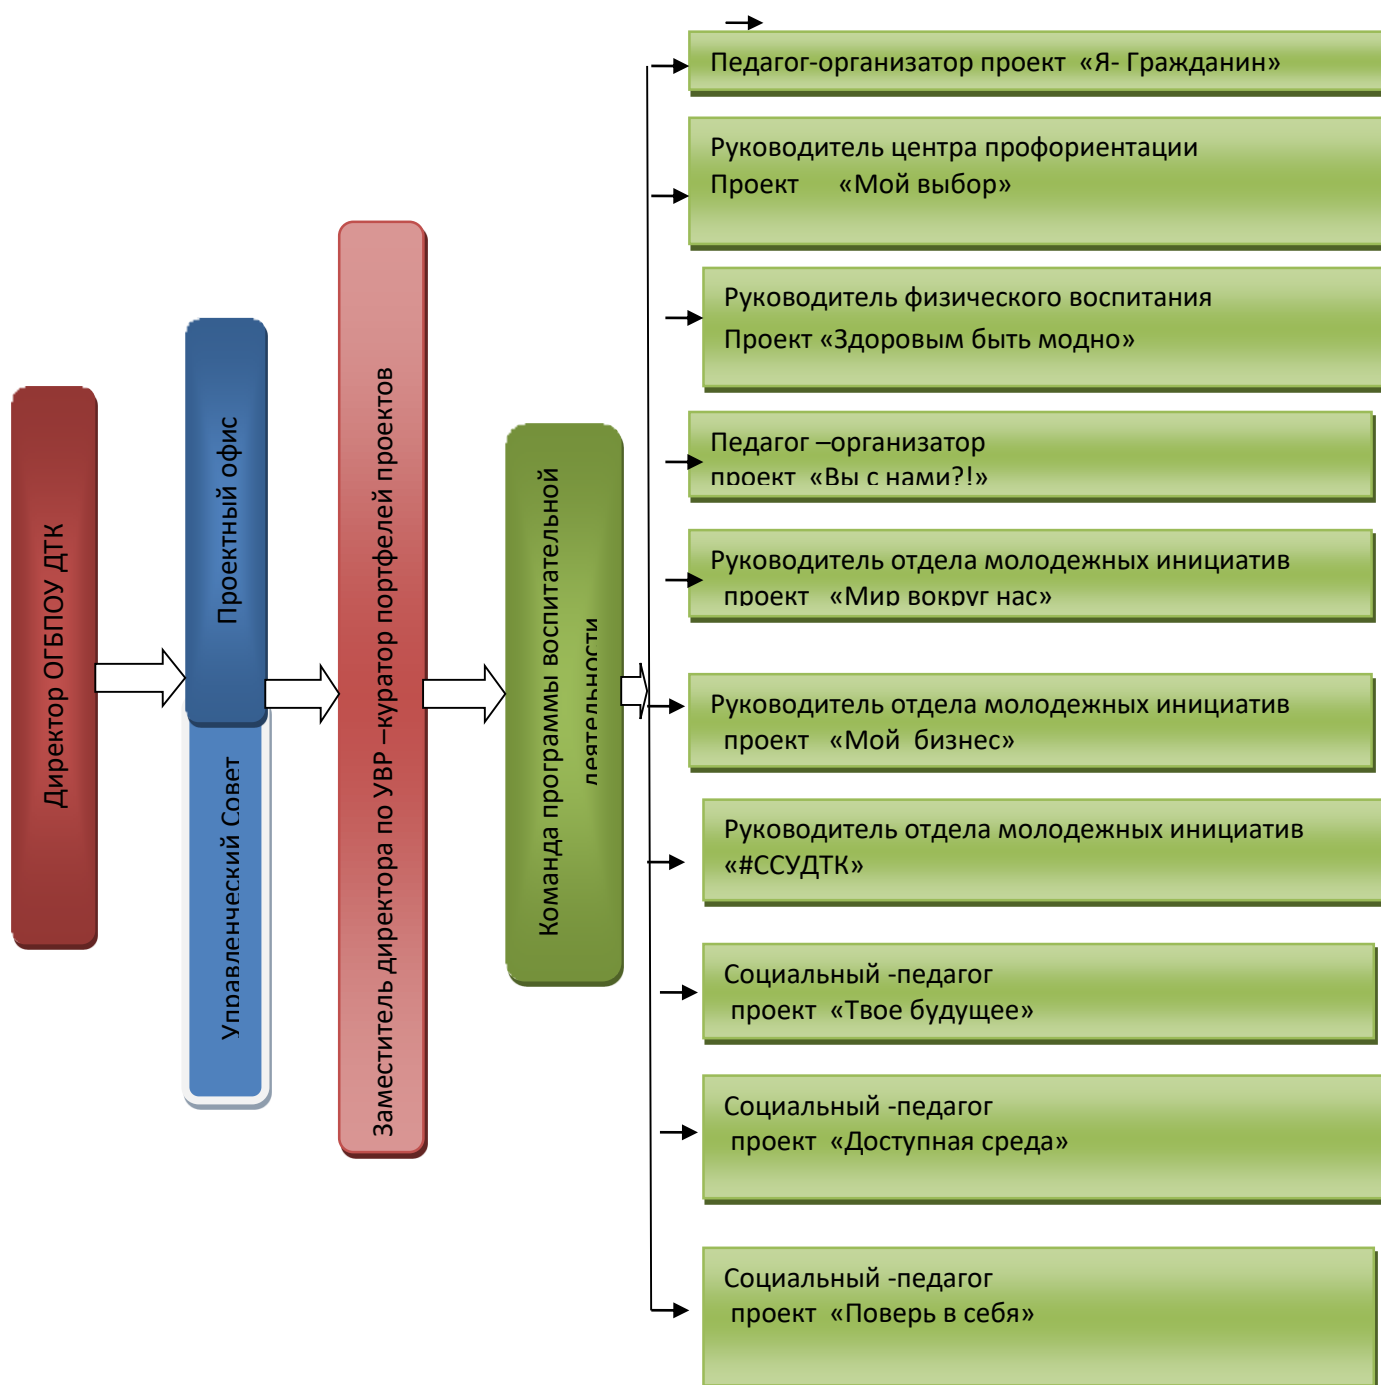 Директор ОГБПОУ ДТК
Проектный офис
Управленческий Совет
Заместитель директора по УВР –куратор портфелей проектов
Команда программы воспитательной
деятельности
Педагог-организатор проект «Я- Гражданин»
Руководитель центра профориентации
Проект «Мой выбор»
Руководитель физического воспитания
Проект «Здоровым быть модно»
Педагог –организатор
проект «Вы с нами?!»
Руководитель отдела молодежных инициатив
проект «Мир вокруг нас»
Руководитель отдела молодежных инициатив
проект «Мой бизнес»
Руководитель отдела молодежных инициатив
«#ССУДТК»
Социальный -педагог
проект «Твое будущее»
Социальный -педагог
проект «Доступная среда»
Социальный -педагог
проект «Поверь в себя»